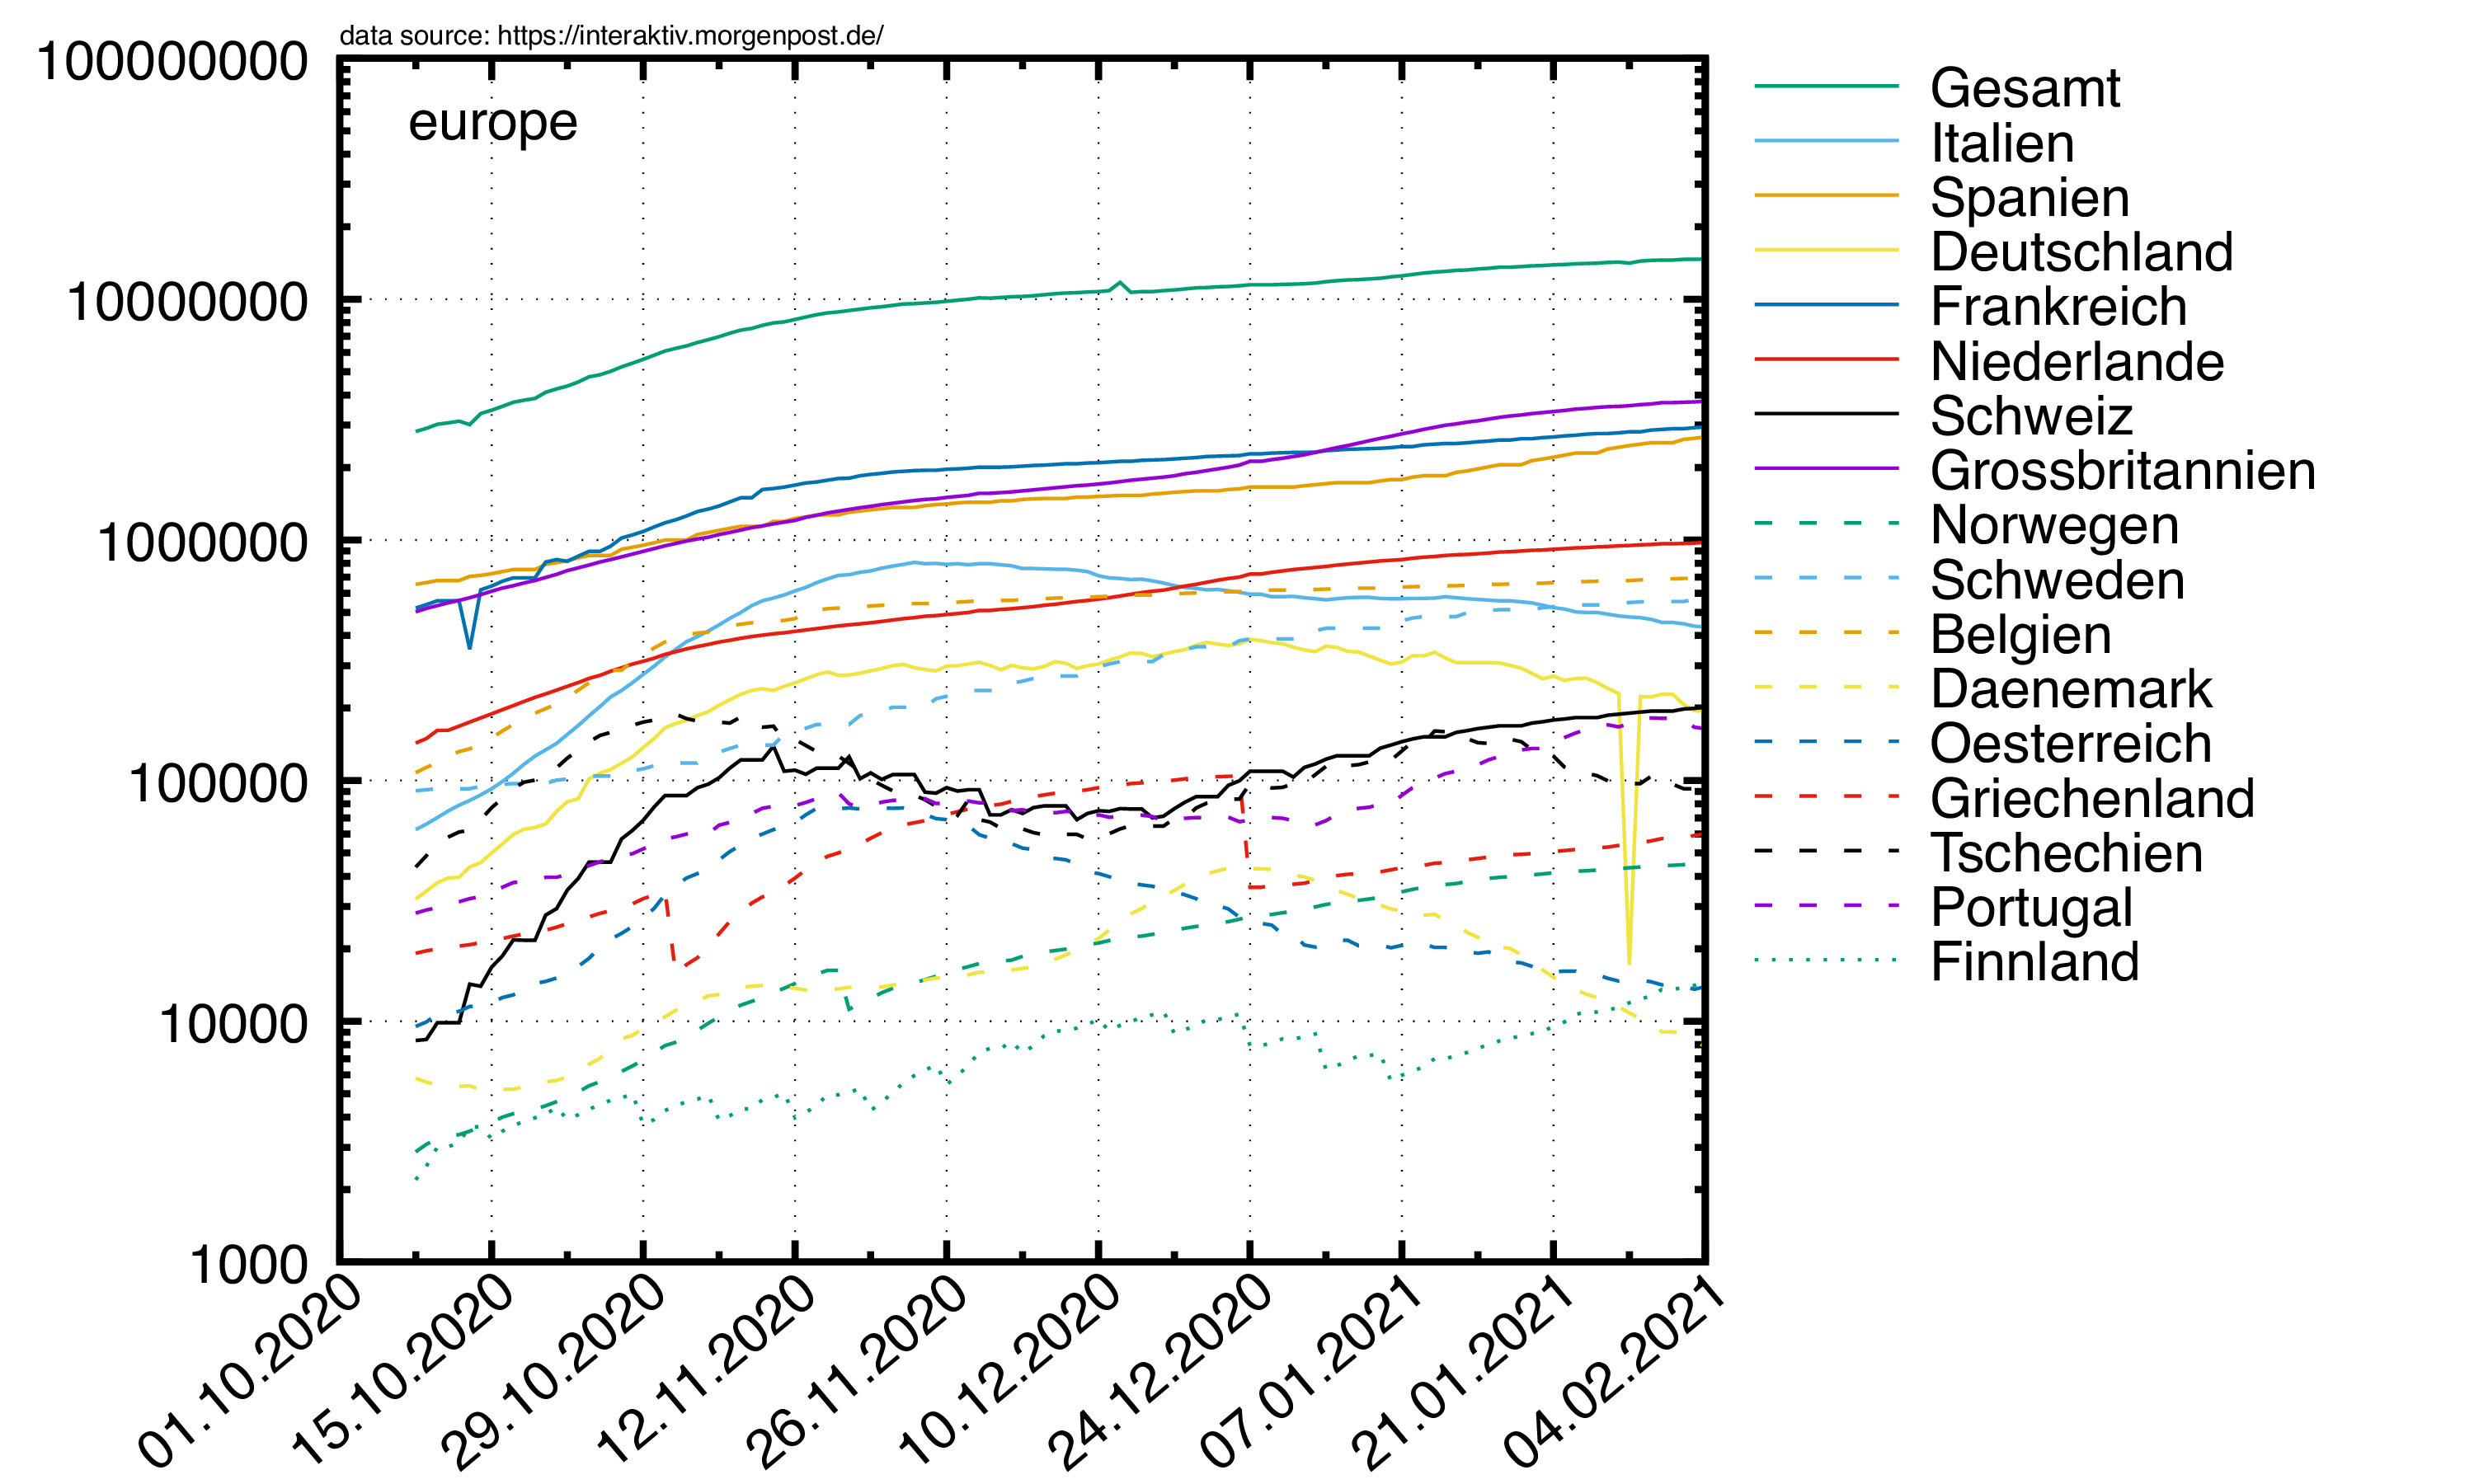 data source: https://interaktiv.morgenpost.de/
100000000
10000000
1000000
100000
10000
1000
europe
01.10.2020
15.10.2020
29.10.2020
12.11.2020
26.11.2020
10.12.2020
24.12.2020
07.01.2021
21.01.2021
04.02.2021
Gesamt
Italien
Spanien
Deutschland
Frankreich
Niederlande
Schweiz
Grossbritannien
Norwegen
Schweden
Belgien
Daenemark
Oesterreich
Griechenland
Tschechien
Portugal
Finnland